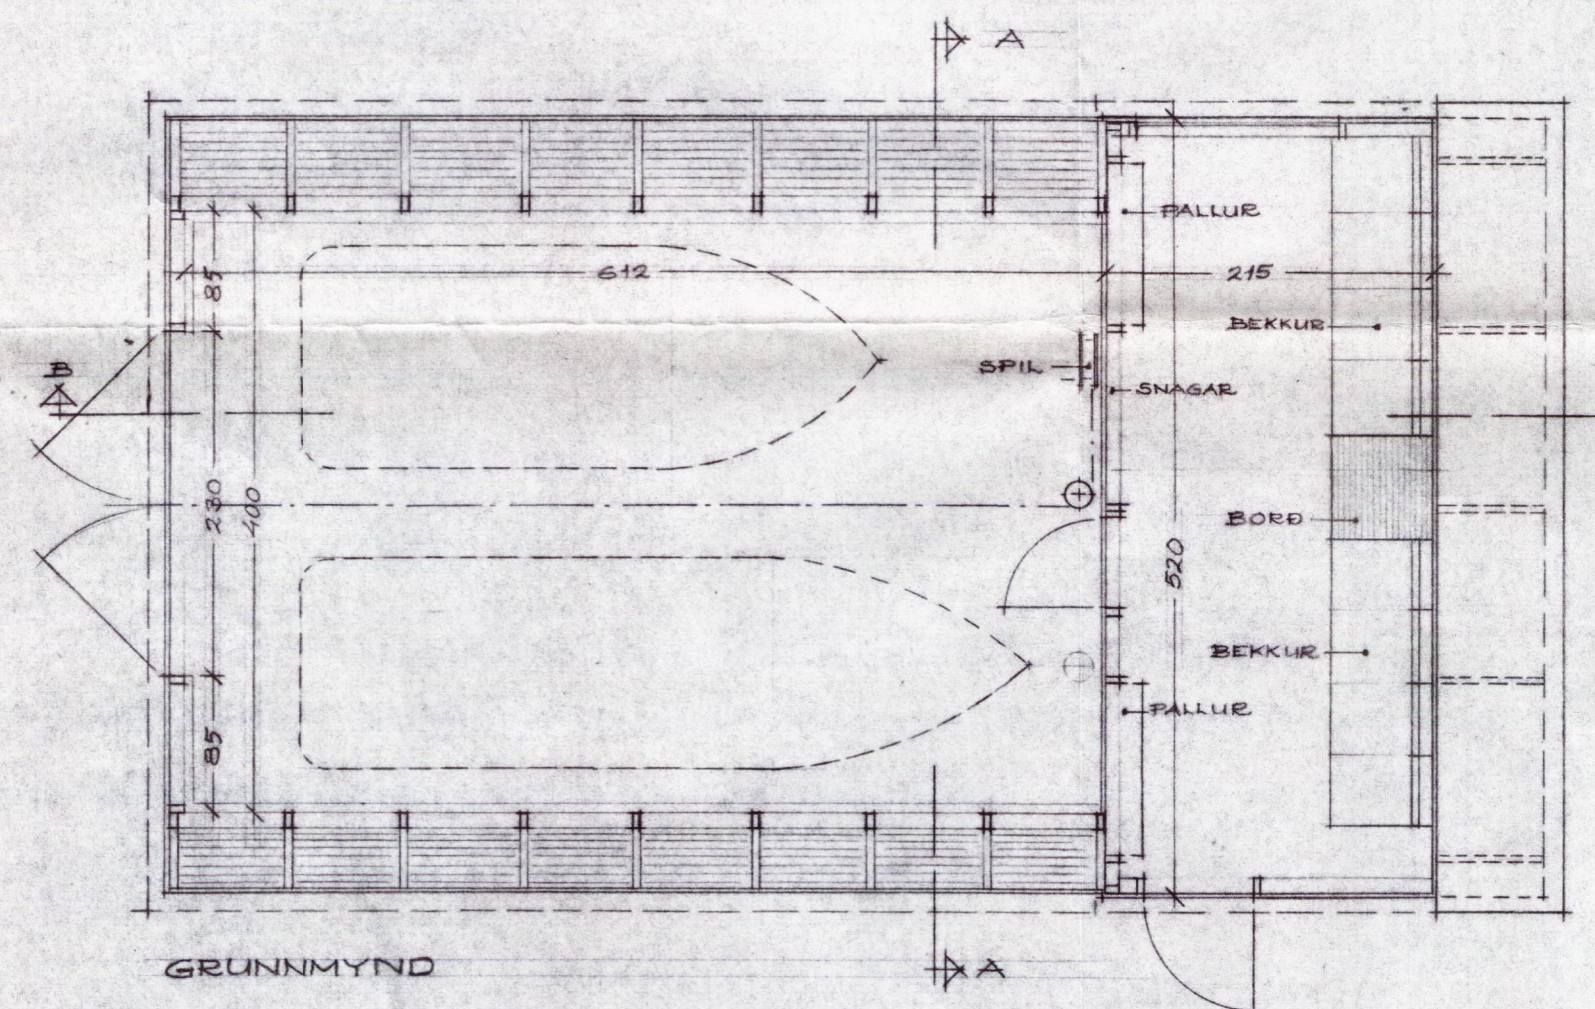 A
PALLUR
85
612
215
BEKKUR
B
SPIL
SNAGAR
230
400
BORÐ
520
BEKKUR
85
PALLUR
GRUNNMYND
A